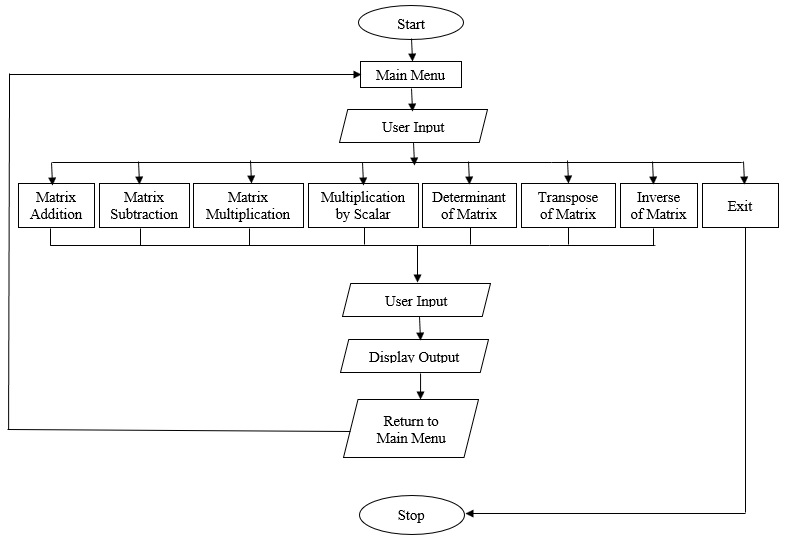 Start
Main Menu
User Input
Matrix
Addition
Matrix
Subtraction
Matrix
Multiplication
Multiplication
by Scalar
Determinant
of Matrix
Transpose
of Matrix
Inverse
of Matrix
Exit
User Input
Display Output
Return to
Main Menu
Stop